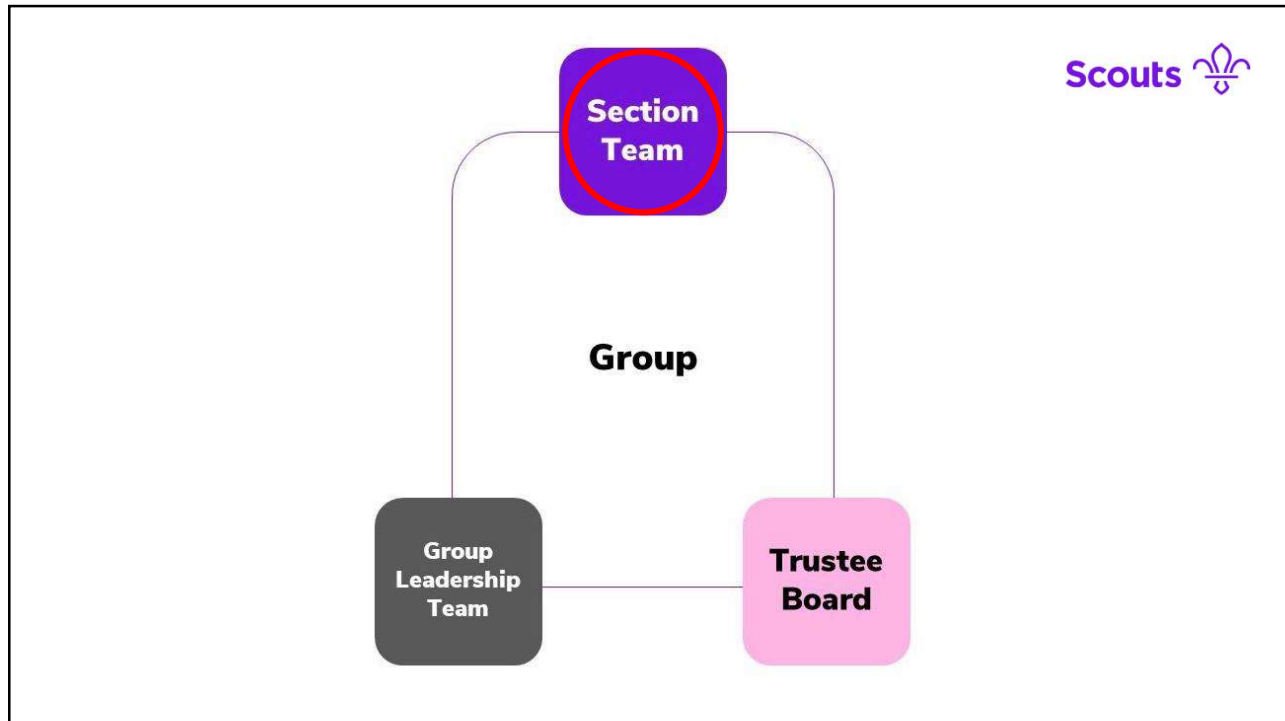 Scouts
Section
Team
Group
Group
Leadership
Team
Trustee
Board